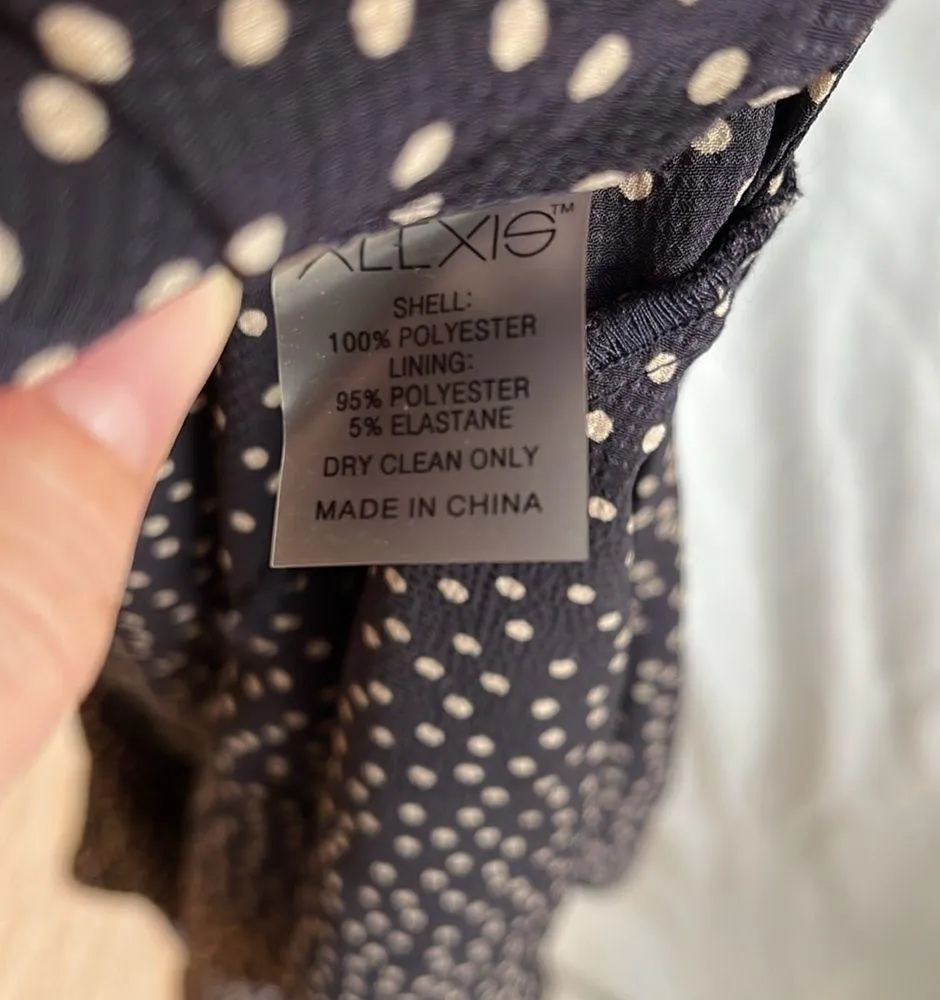 ALEXIS™
SHELL:
100% POLYESTER
LINING:
95% POLYESTER
5% ELASTANE
DRY CLEAN ONLY
MADE IN CHINA